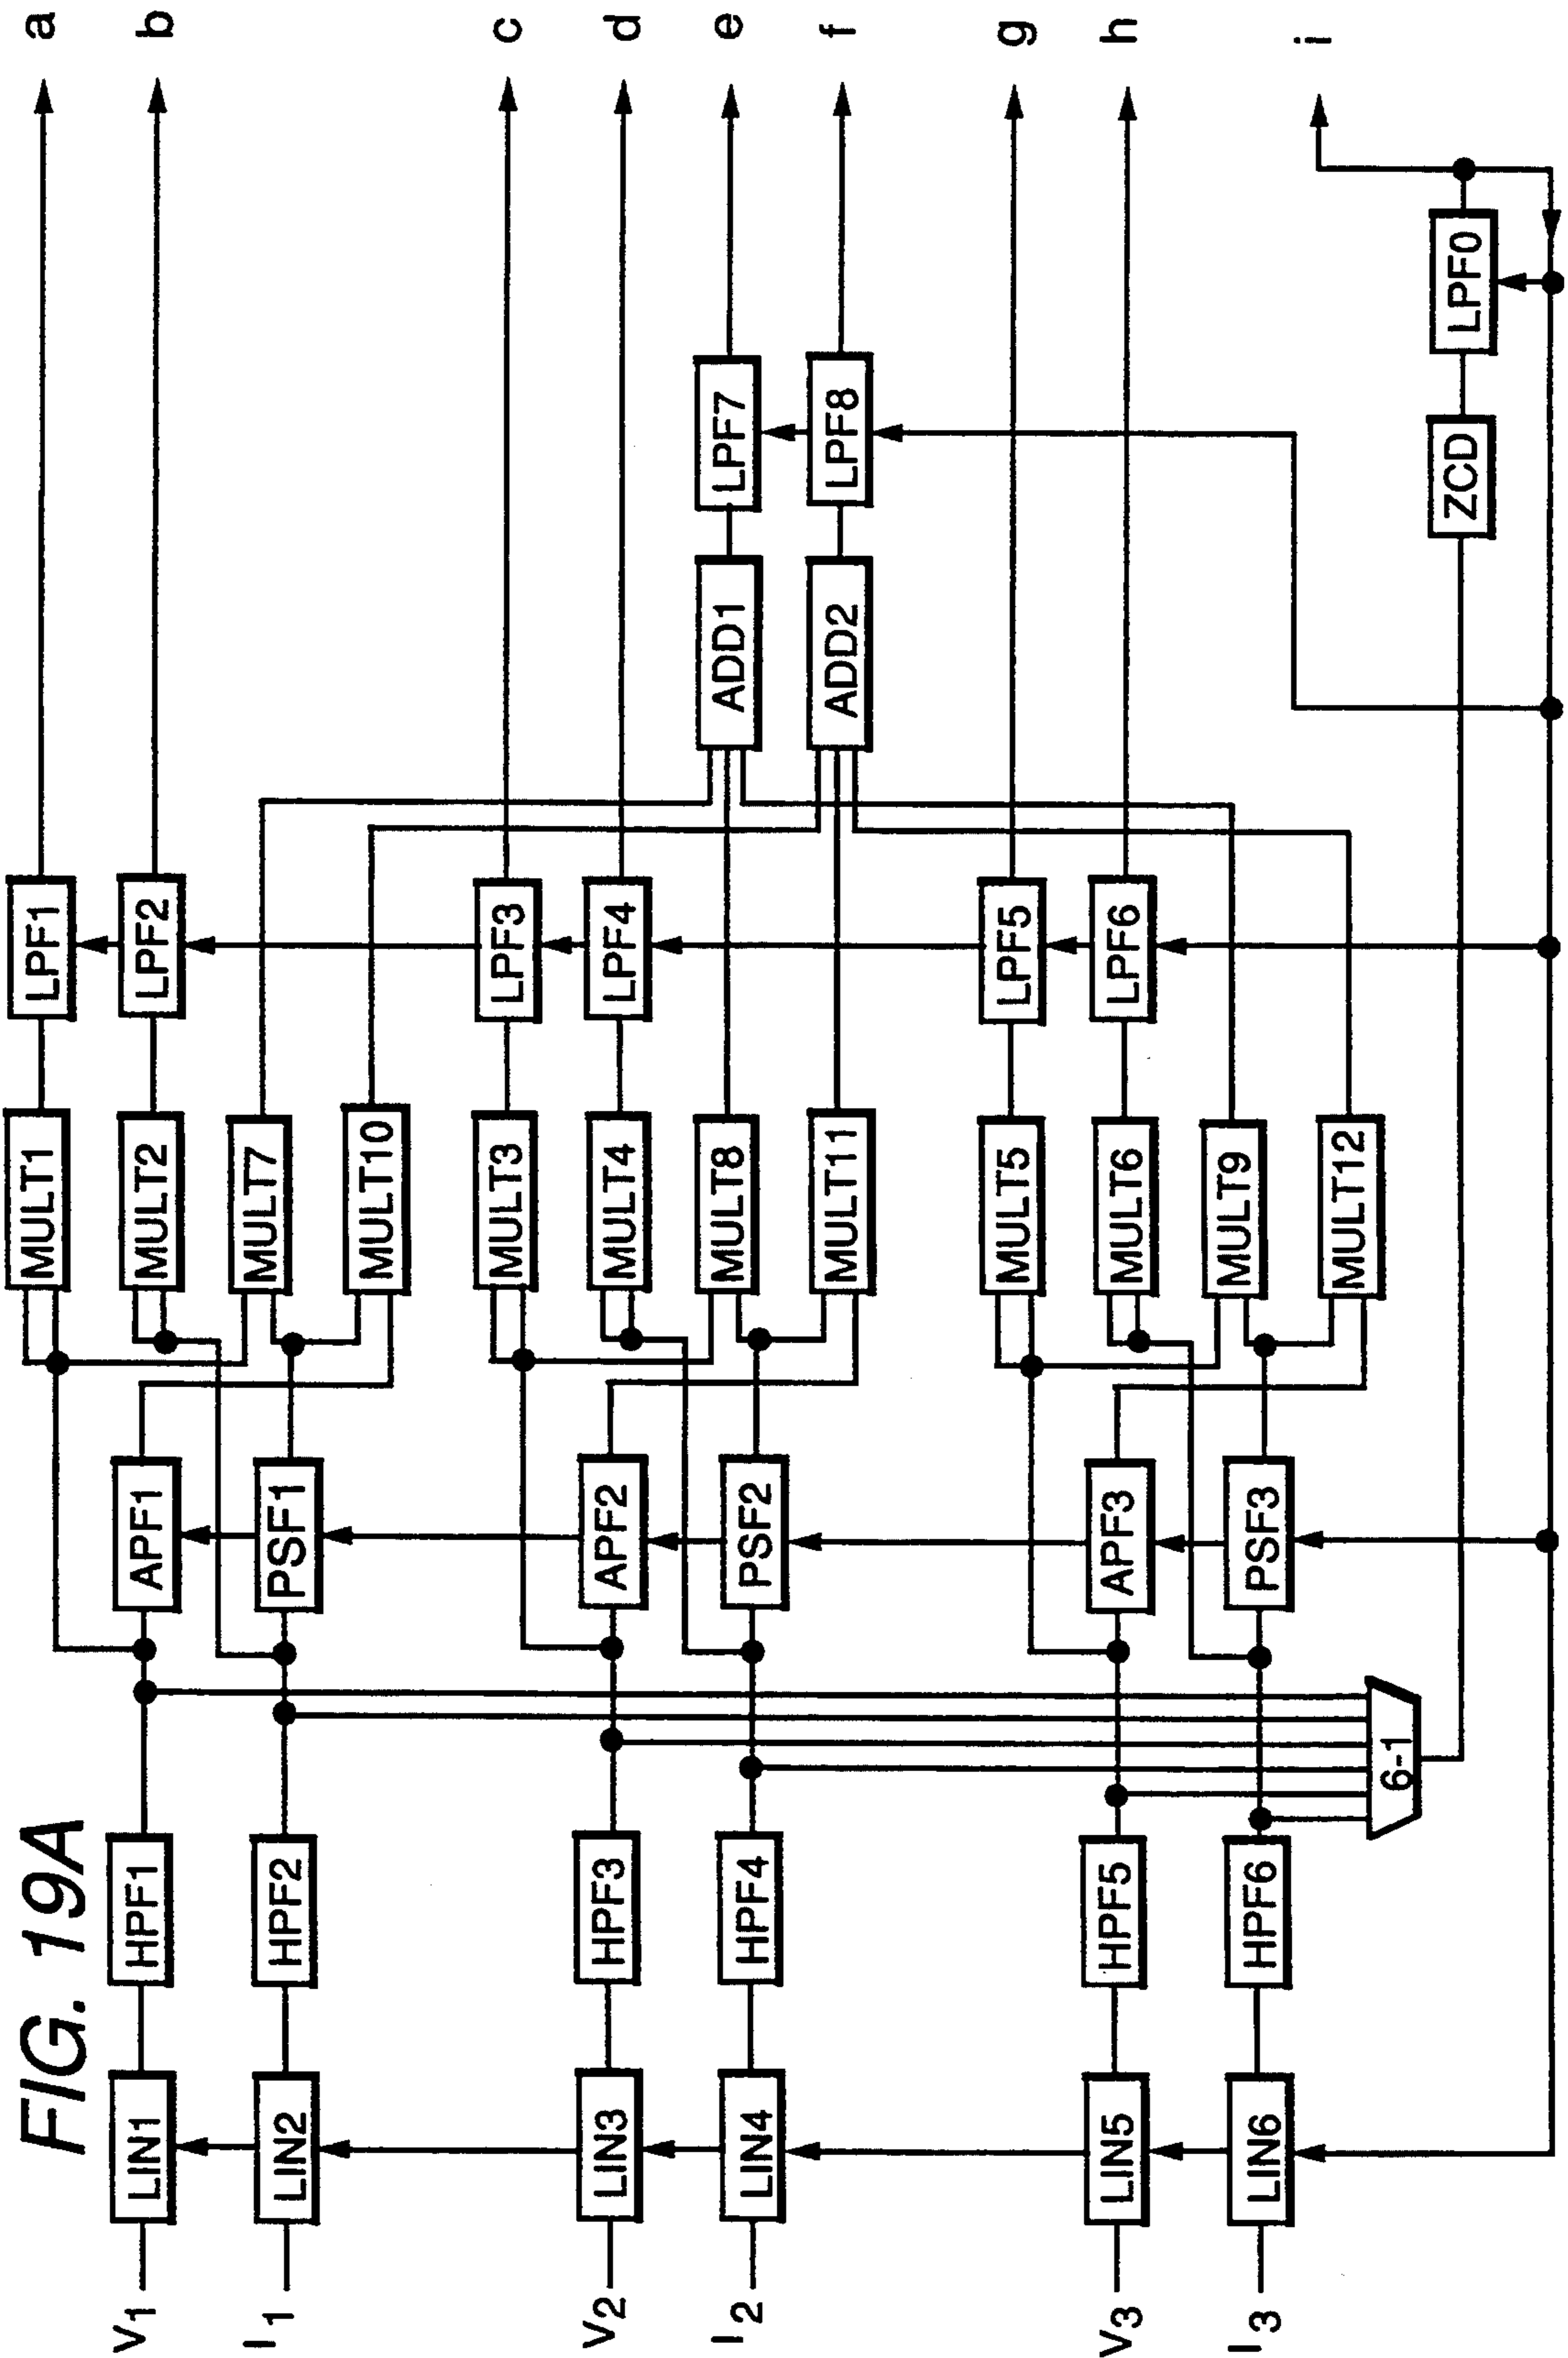 FIG. 19A
V1
LIN1
HPF1
APF1
MULT1
LPF1
a
I1
LIN2
HPF2
PSF1
MULT2
LPF2
b
MULT7
MULT10
V2
LIN3
HPF3
APF2
MULT3
LPF3
c
I2
LIN4
HPF4
PSF2
MULT4
LPF4
d
MULT8
ADD1
LPF7
e
MULT11
ADD2
LPF8
f
V3
LIN5
HPF5
APF3
MULT5
LPF5
g
I3
LIN6
HPF6
PSF3
MULT6
LPF6
h
MULT9
MULT12
i
6-1
ZCD
LPF0